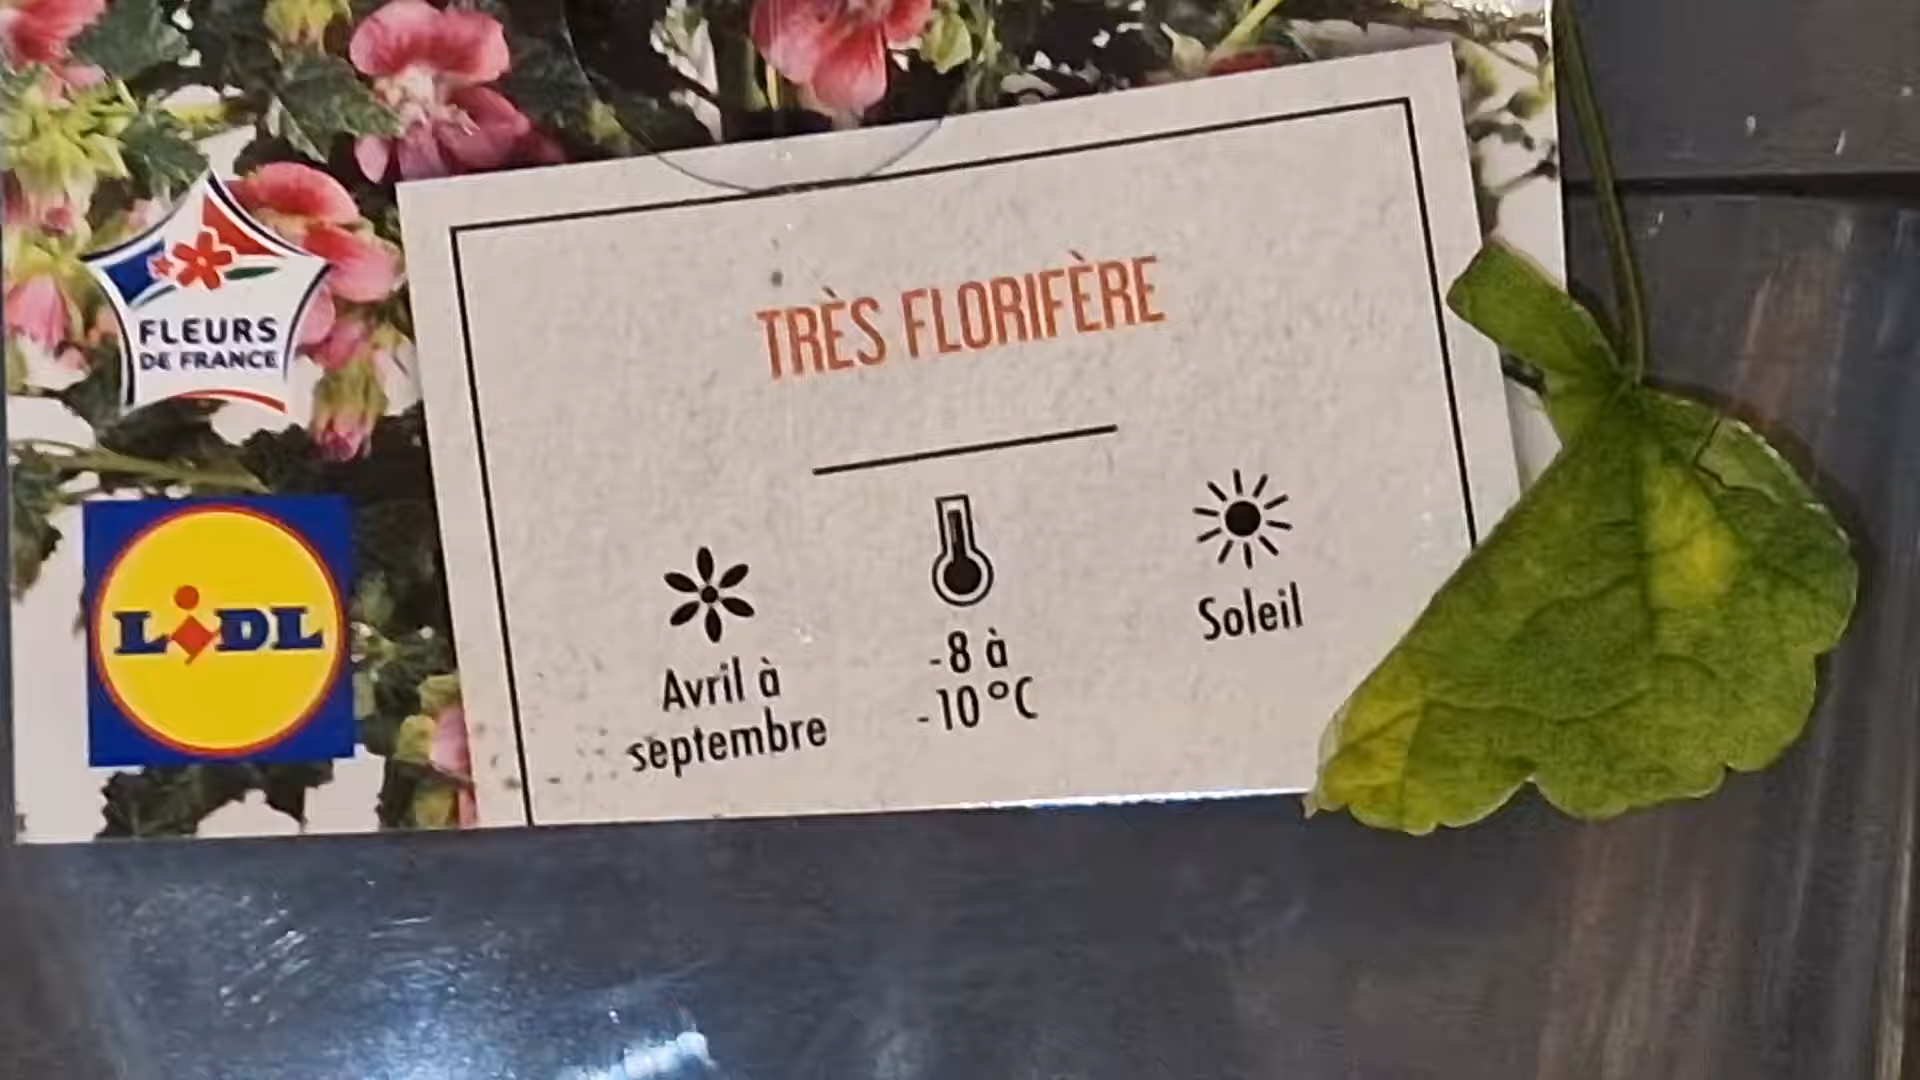 FLEURS
DE FRANCE
LIDL
TRÈS FLORIFÈRE
Avril à
septembre
-8 à
-10°C
Soleil